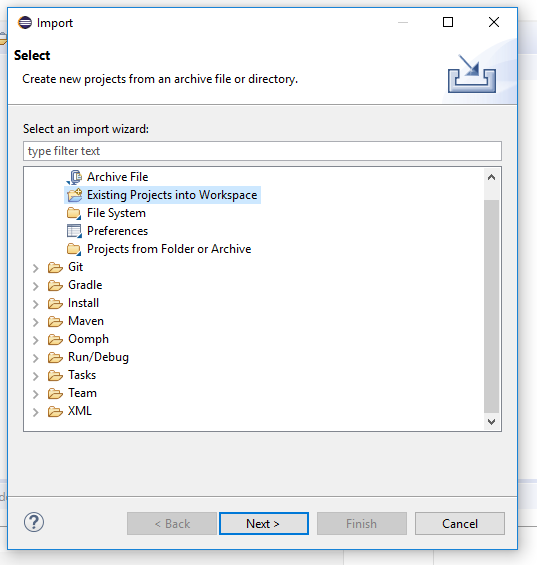 Import
Select
Create new projects from an archive file or directory.
Select an import wizard:
type filter text
Archive File
Existing Projects into Workspace
File System
Preferences
Projects from Folder or Archive
Git
Gradle
Install
Maven
Oomph
Run/Debug
Tasks
Team
XML
?
< Back
Next >
Finish
Cancel